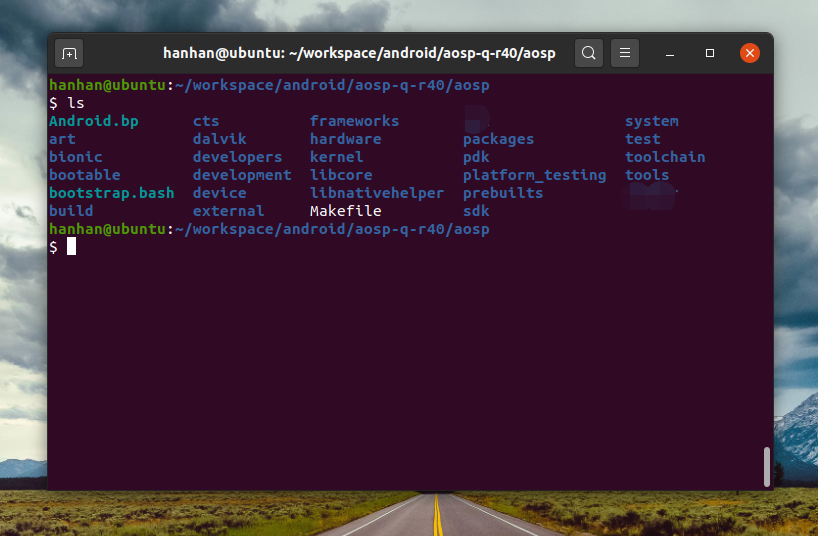 hanhan@ubuntu: ~/workspace/android/aosp-q-r40/aosp
hanhan@ubuntu:~/workspace/android/aosp-q-r40/aosp
$ ls
Android.bp cts frameworks system
art dalvik hardware packages test
bionic developers kernel pdk toolchain
bootable development libcore platform_testing tools
bootstrap.bash device libnativehelper prebuilts
build external Makefile sdk
hanhan@ubuntu:~/workspace/android/aosp-q-r40/aosp
$